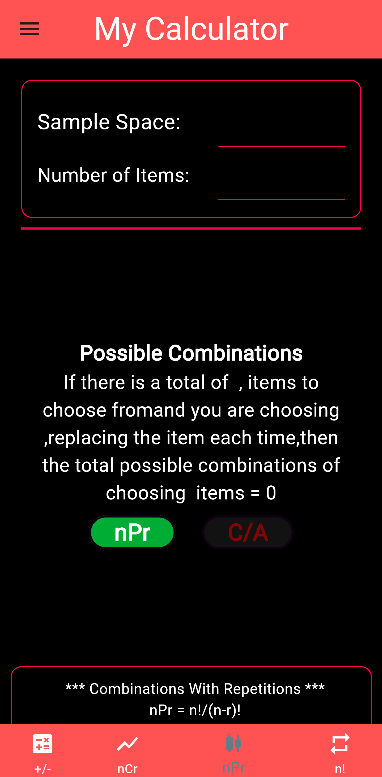 My Calculator
Sample Space:
Number of Items:
Possible Combinations
If there is a total of  , items to
choose fromand you are choosing
,replacing the item each time,then
the total possible combinations of
choosing  items = 0
nPr
C/A
*** Combinations With Repetitions ***
nPr = n!/(n-r)!
+/-
nCr
nPr
n!